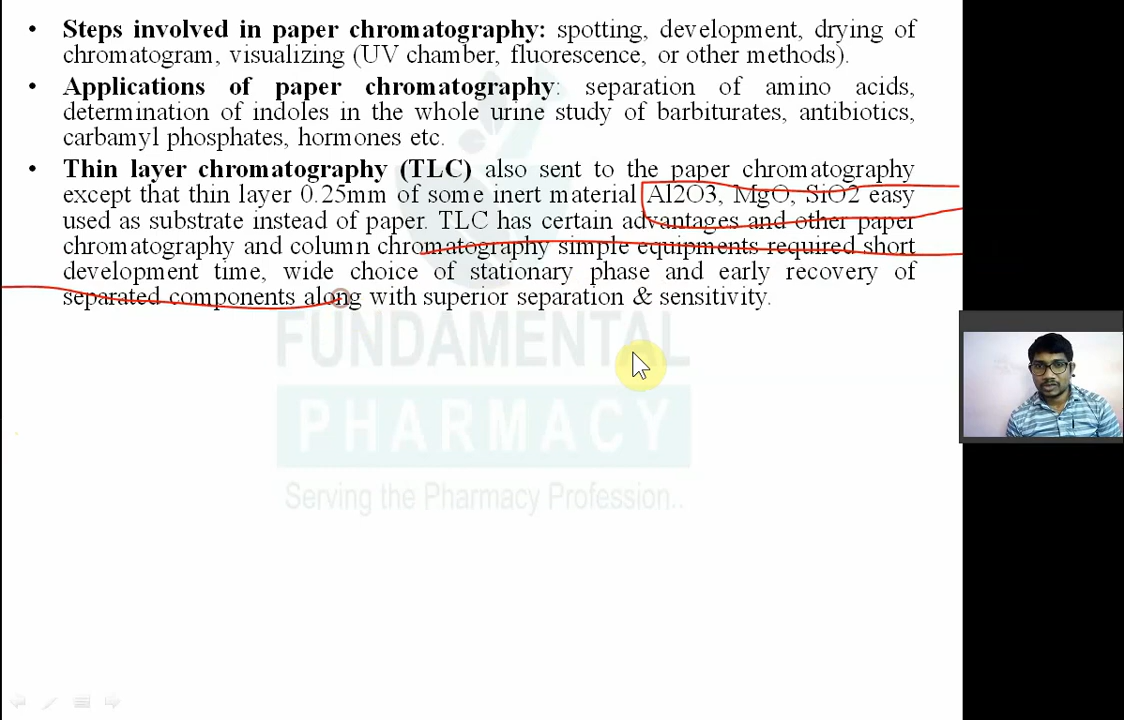 • Steps involved in paper chromatography: spotting, development, drying of
chromatogram, visualizing (UV chamber, fluorescence, or other methods).
• Applications of paper chromatography: separation of amino acids,
determination of indoles in the whole urine study of barbiturates, antibiotics,
carbamyl phosphates, hormones etc.
• Thin layer chromatography (TLC) also sent to the paper chromatography
except that thin layer 0.25mm of some inert material Al2O3, MgO, SiO2 easy
used as substrate instead of paper. TLC has certain advantages and other paper
chromatography and column chromatography simple equipments required short
development time, wide choice of stationary phase and early recovery of
separated components along with superior separation & sensitivity.
FUNDAMENTAL
PHARMACY
Serving the Pharmacy Profession..